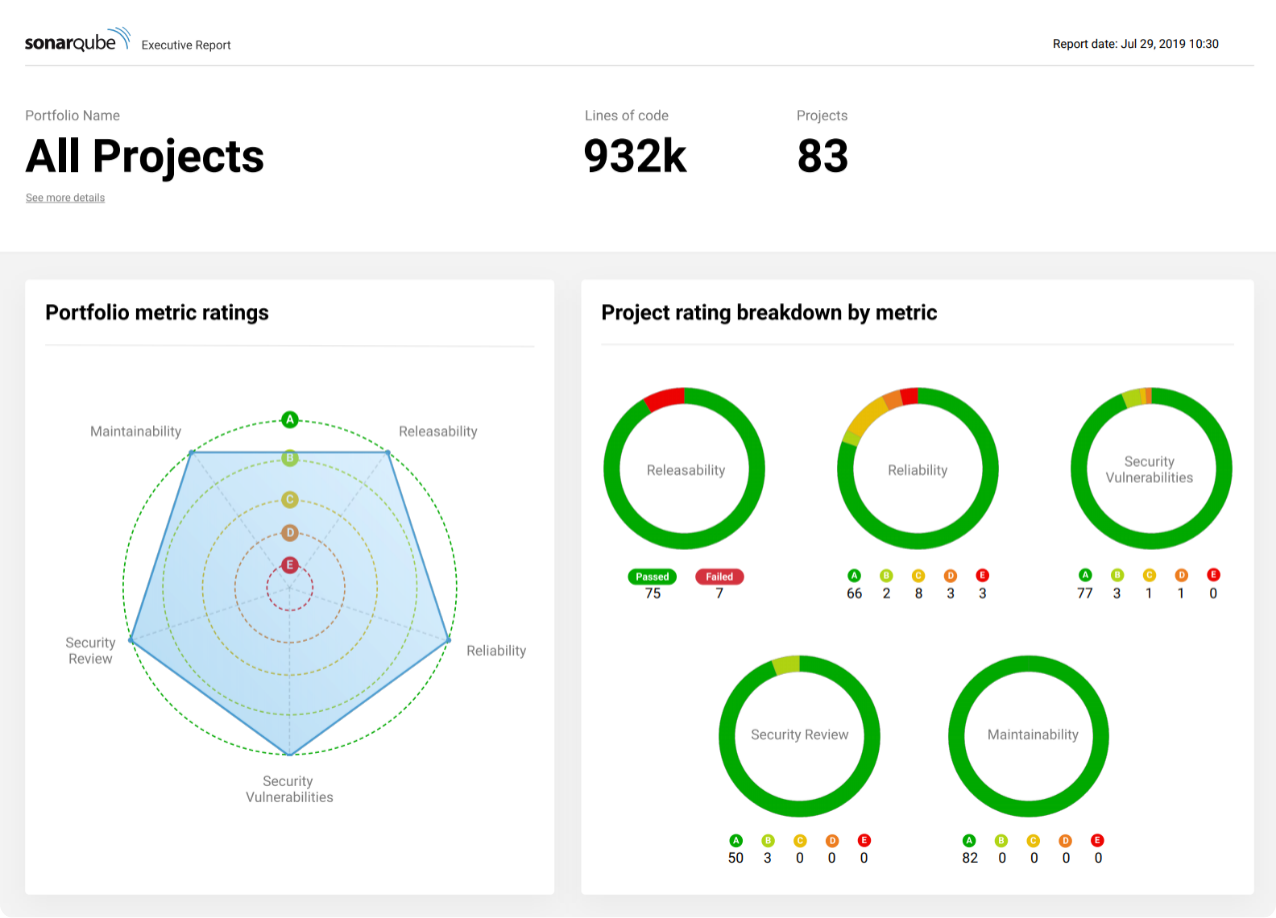 sonarqube Executive Report
Report date: Jul 29, 2019 10:30
Portfolio Name
All Projects
See more details
Lines of code
932k
Projects
83
Portfolio metric ratings
A
B
C
D
E
Maintainability
Releasability
Security
Review
Reliability
Security
Vulnerabilities
Project rating breakdown by metric
Releasability
Passed Failed
75 7
Reliability
A B C D E
66 2 8 3 3
Security
Vulnerabilities
A B C D E
77 3 1 1 0
Security Review
A B C D E
50 3 0 0 0
Maintainability
A B C D E
82 0 0 0 0